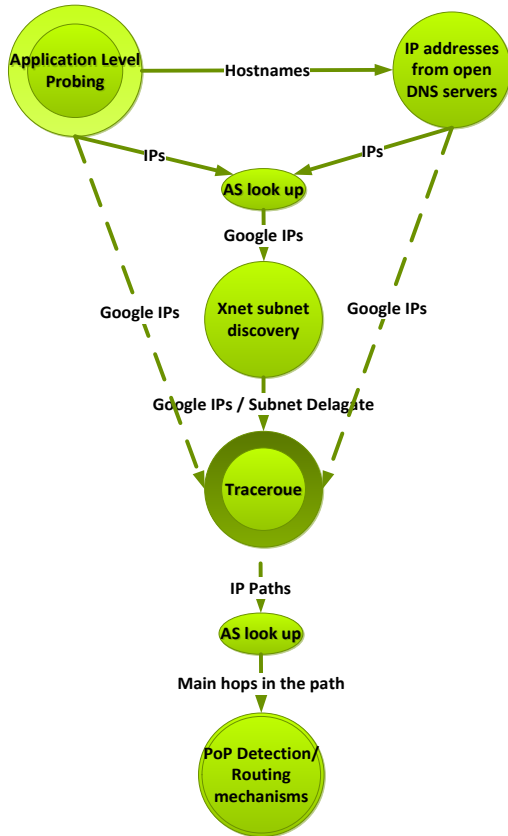 Application Level
Probing
Hostnames
IP addresses
from open
DNS servers
IPs
IPs
AS look up
Google IPs
Xnet subnet
discovery
Google IPs
Google IPs
Google IPs / Subnet Delagate
Traceroue
IP Paths
AS look up
Main hops in the path
PoP Detection/
Routing
mechanisms